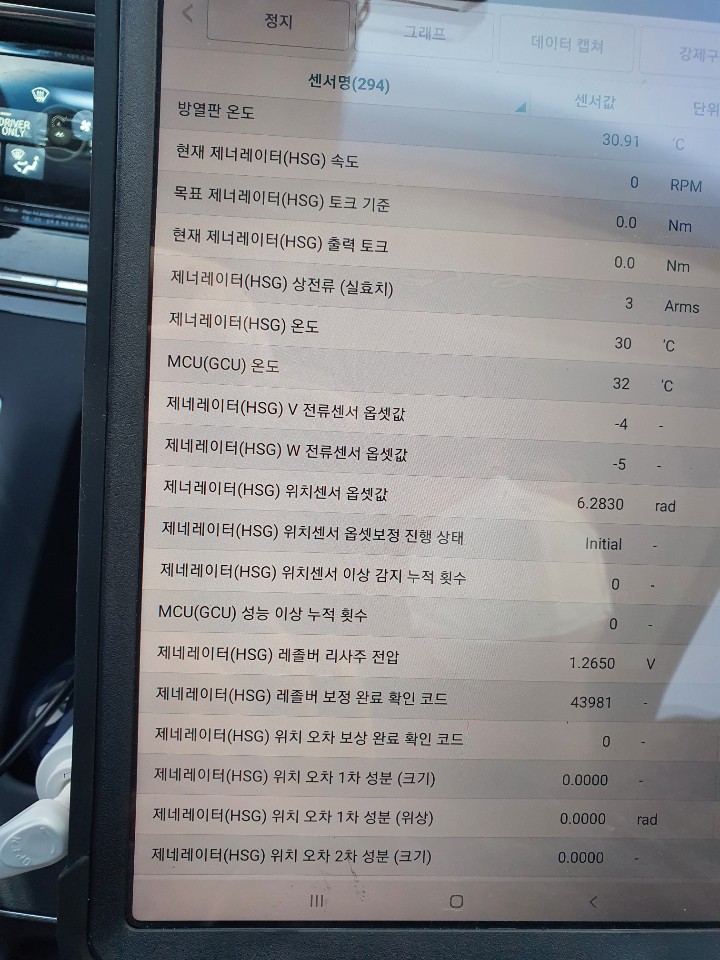 정지 그래프 데이터 캡쳐 강제구
센서명(294) 센서값 단위
방열판 온도 30.91 'C
현재 제너레이터(HSG) 속도 0 RPM
목표 제너레이터(HSG) 토크 기준 0.0 Nm
현재 제너레이터(HSG) 출력 토크 0.0 Nm
제너레이터(HSG) 상전류 (실효치) 3 Arms
제너레이터(HSG) 온도 30 'C
MCU(GCU) 온도 32 'C
제네레이터(HSG) V 전류센서 옵셋값 -4 -
제네레이터(HSG) W 전류센서 옵셋값 -5 -
제너레이터(HSG) 위치센서 옵셋값 6.2830 rad
제네레이터(HSG) 위치센서 옵셋보정 진행 상태 Initial -
제네레이터(HSG) 위치센서 이상 감지 누적 횟수 0 -
MCU(GCU) 성능 이상 누적 횟수 0 -
제네레이터(HSG) 레졸버 리사주 전압 1.2650 V
제네레이터(HSG) 레졸버 보정 완료 확인 코드 43981 -
제네레이터(HSG) 위치 오차 보상 완료 확인 코드 0 -
제네레이터(HSG) 위치 오차 1차 성분 (크기) 0.0000 -
제네레이터(HSG) 위치 오차 1차 성분 (위상) 0.0000 rad
제네레이터(HSG) 위치 오차 2차 성분 (크기) 0.0000 -
DRIVER
ONLY